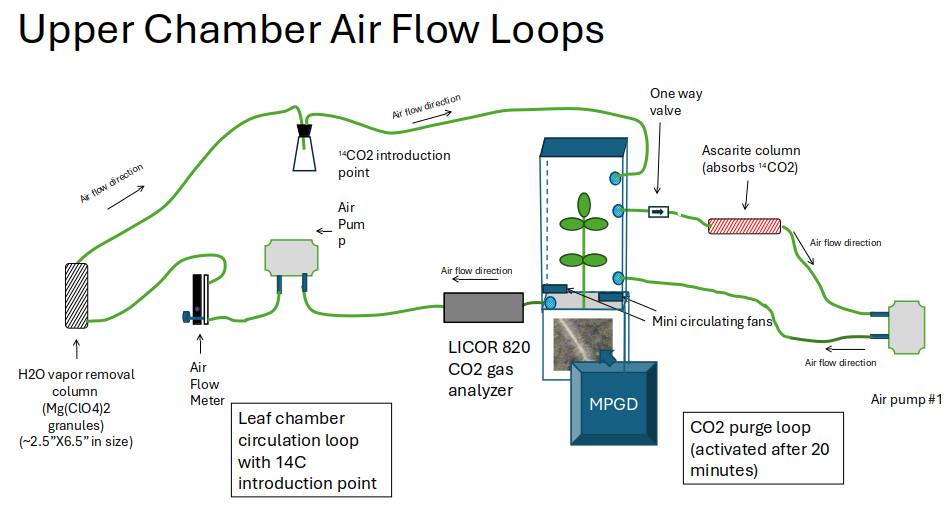 Upper Chamber Air Flow Loops
Air flow direction
Air flow direction
One way
valve
¹⁴CO2 introduction
point
Ascarite column
(absorbs ¹⁴CO2)
Air
Pum
p
Air flow direction
Air flow direction
Mini circulating fans
LICOR 820
CO2 gas
analyzer
Air flow direction
H2O vapor removal
column
(Mg(ClO4)2
granules)
(~2.5”X6.5” in size)
Air
Flow
Meter
MPGD
Air pump #1
Leaf chamber
circulation loop
with 14C
introduction point
CO2 purge loop
(activated after 20
minutes)